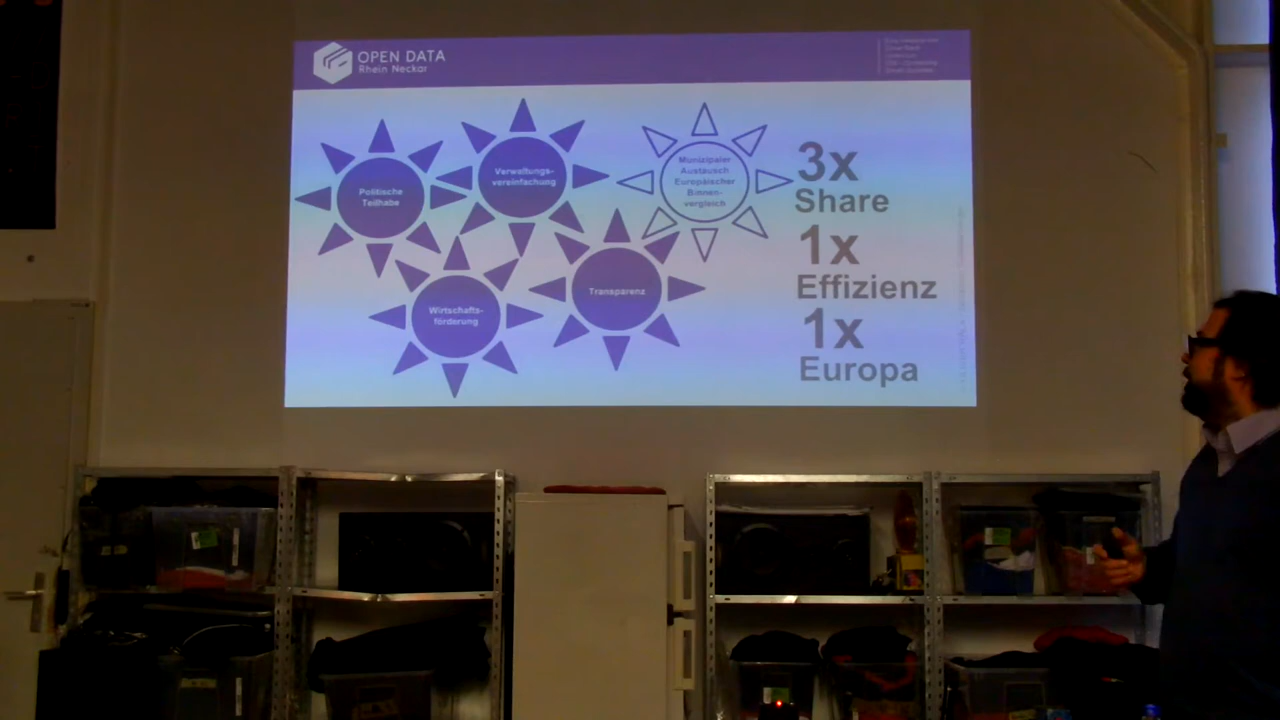 OPEN DATA
Rhein Neckar
Politische
Teilhabe
Verwaltungs-
vereinfachung
Munizipaler
Austausch
Europäischer
Binnen-
vergleich
Wirtschafts-
förderung
Transparenz
3x
Share
1x
Effizienz
1x
Europa